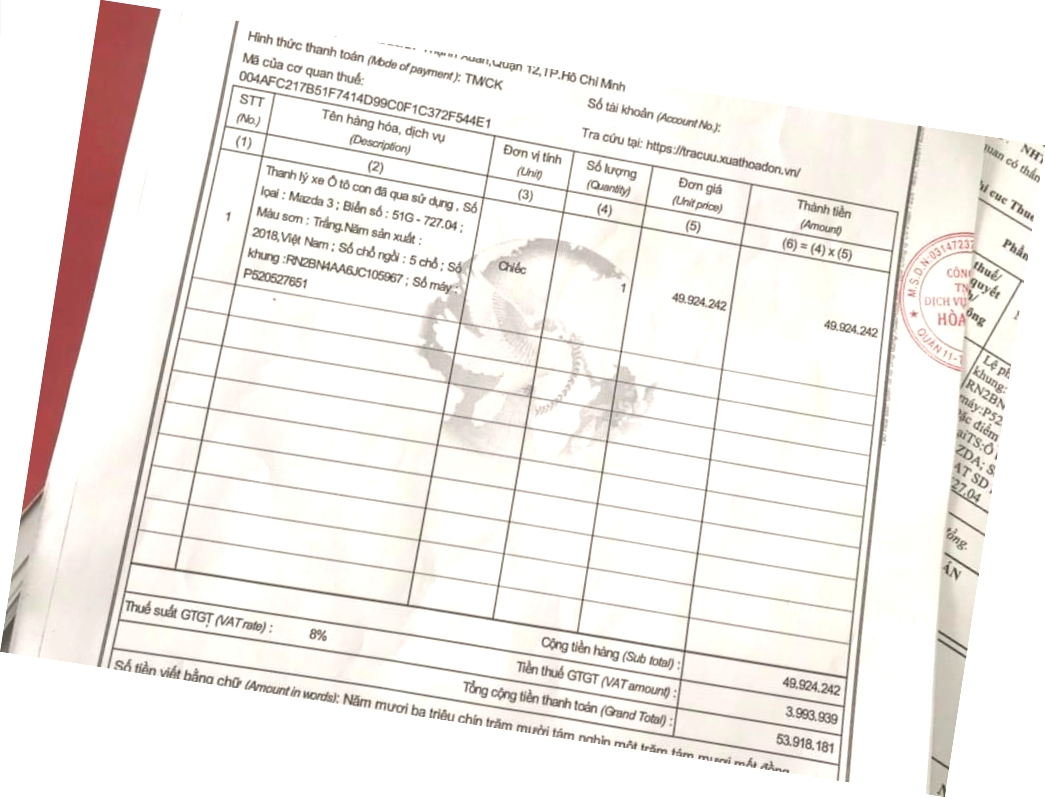 Thạnh Xuân,Quận 12,TP.Hồ Chí Minh
Hình thức thanh toán (Mode of payment): TM/CK
Số tài khoản (Account No.):
Mã của cơ quan thuế:
004AFC217B51F7414D99C0F1C372F544E1
Tra cứu tại: https://tracuu.xuathoadon.vn/
STT
(No.)
Tên hàng hóa, dịch vụ
(Description)
Đơn vị tính
(Unit)
Số lượng
(Quantity)
Đơn giá
(Unit price)
Thành tiền
(Amount)
(1)
(2)
(3)
(4)
(5)
(6) = (4) x (5)
1
Thanh lý xe Ô tô con đã qua sử dụng , Số
loại : Mazda 3 ; Biển số : 51G - 727.04 ;
Màu sơn : Trắng.Năm sản xuất :
2018,Việt Nam ; Số chỗ ngồi : 5 chỗ ; Số
khung :RN2BN4AA6JC105967 ; Số máy :
P520527651
Chiếc
1
49.924.242
49.924.242
Thuế suất GTGT (VAT rate) : 8%
Cộng tiền hàng (Sub total) :
49.924.242
Tiền thuế GTGT (VAT amount) :
3.993.939
Tổng cộng tiền thanh toán (Grand Total) :
53.918.181
Số tiền viết bằng chữ (Amount in words): Năm mươi ba triệu chín trăm mười tám nghìn một trăm tám mươi mốt đồng
M.S.D.N:03147237
CÔN
TN
DỊCH VỤ
HÒA
QUẬN 11-T
NHT
quan có thẩn
hi cục Thuế
Phần
thuế/
quyết
h/
ông
Lệ ph
khung:
RN2BN
máy:P52
ặc điểm
aiTS:Ô
ZDA; S
AT SD
27.04
tổng.
ÁN